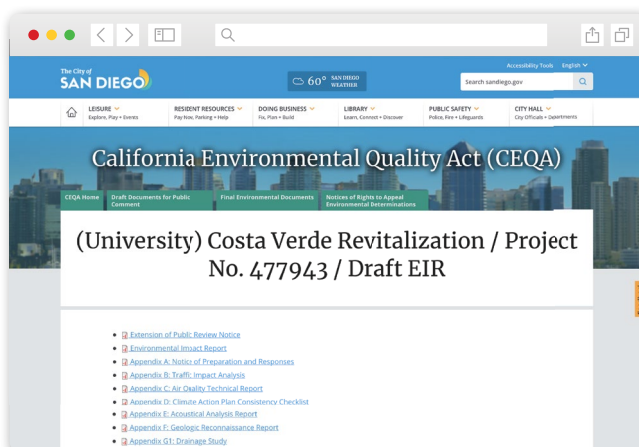 Accessibility Tools English
The City of
SAN DIEGO
60° SAN DIEGO WEATHER
Search sandiego.gov
LEISURE
Explore, Play + Events
RESIDENT RESOURCES
Pay Now, Parking + Help
DOING BUSINESS
Fix, Plan + Build
LIBRARY
Learn, Connect + Discover
PUBLIC SAFETY
Police, Fire + Lifeguards
CITY HALL
City Officials + Departments
California Environmental Quality Act (CEQA)
CEQA Home
Draft Documents for Public
Comment
Final Environmental Documents
Notices of Rights to Appeal
Environmental Determinations
(University) Costa Verde Revitalization / Project
No. 477943 / Draft EIR
Extension of Public Review Notice
Environmental Impact Report
Appendix A: Notice of Preparation and Responses
Appendix B: Traffic Impact Analysis
Appendix C: Air Quality Technical Report
Appendix D: Climate Action Plan Consistency Checklist
Appendix E: Acoustical Analysis Report
Appendix F: Geologic Reconnaissance Report
Appendix G1: Drainage Study